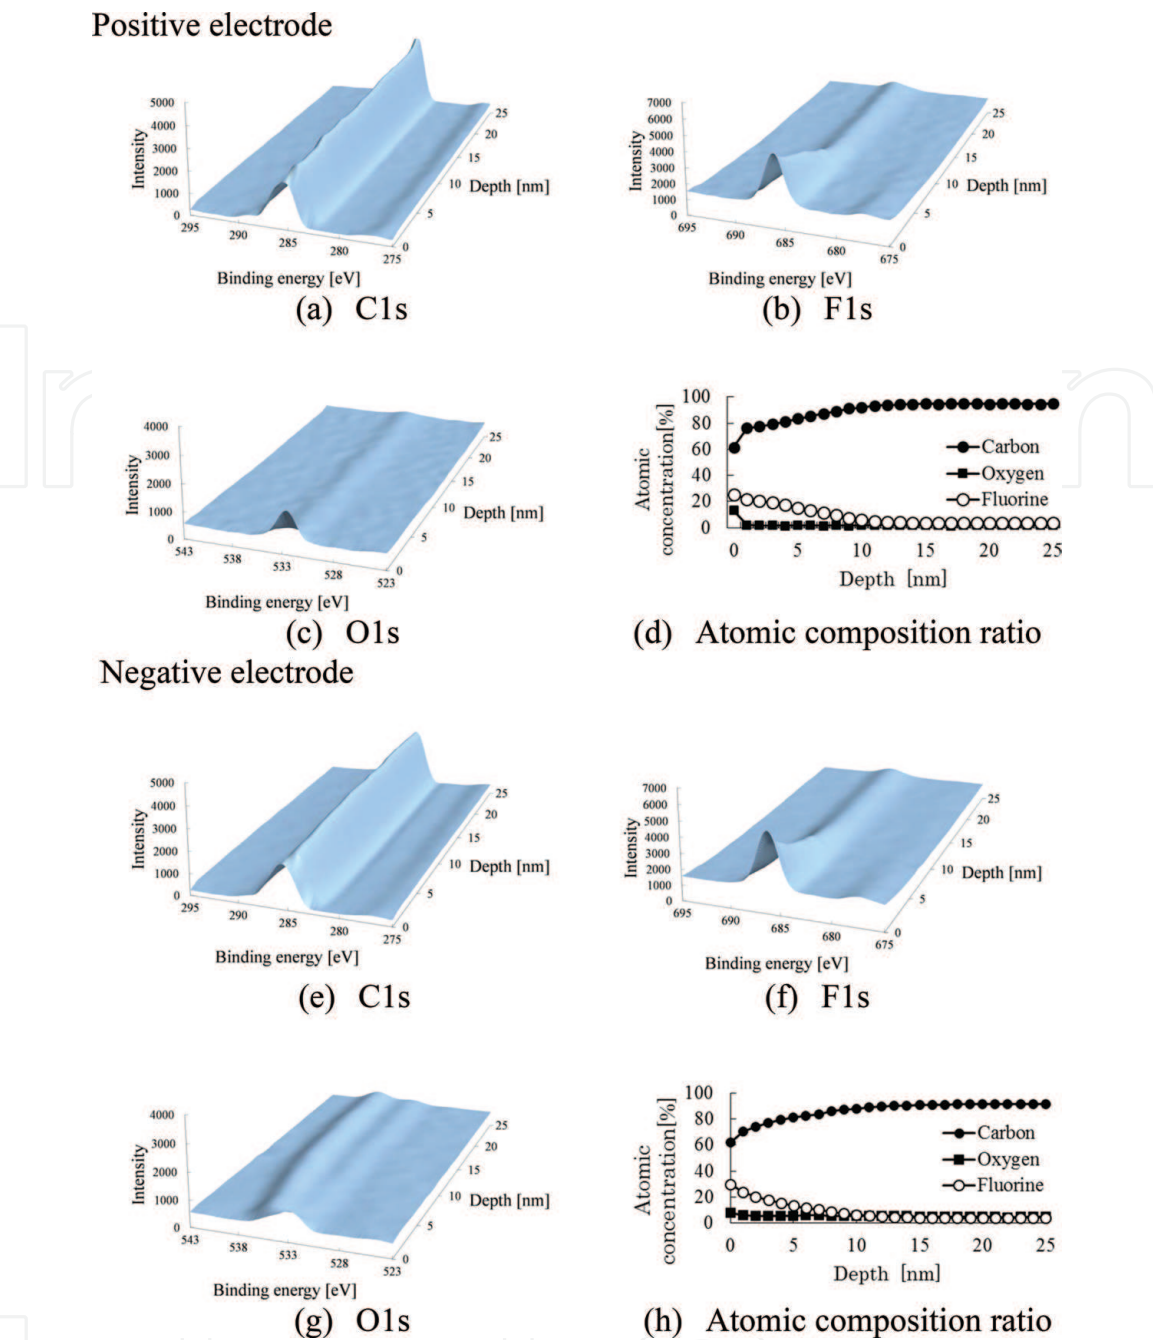 Positive electrode
5000
4000
3000
2000
1000
0
Intensity
295
290
285
280
275
Binding energy [eV]
0
5
10
15
20
25
Depth [nm]
(a) C1s
7000
6000
5000
4000
3000
2000
1000
0
Intensity
695
690
685
680
675
Binding energy [eV]
0
5
10
15
20
25
Depth [nm]
(b) F1s
4000
3000
2000
1000
0
Intensity
543
538
533
528
523
Binding energy [eV]
0
5
10
15
20
25
Depth [nm]
(c) O1s
100
80
60
40
20
0
Atomic
concentration[%]
Carbon
Oxygen
Fluorine
0 5 10 15 20 25
Depth [nm]
(d) Atomic composition ratio
Negative electrode
5000
4000
3000
2000
1000
0
Intensity
295
290
285
280
275
Binding energy [eV]
0
5
10
15
20
25
Depth [nm]
(e) C1s
7000
6000
5000
4000
3000
2000
1000
0
Intensity
695
690
685
680
675
Binding energy [eV]
0
5
10
15
20
25
Depth [nm]
(f) F1s
4000
3000
2000
1000
0
Intensity
543
538
533
528
523
Binding energy [eV]
0
5
10
15
20
25
Depth [nm]
(g) O1s
100
80
60
40
20
0
Atomic
concentration[%]
Carbon
Oxygen
Fluorine
0 5 10 15 20 25
Depth [nm]
(h) Atomic composition ratio